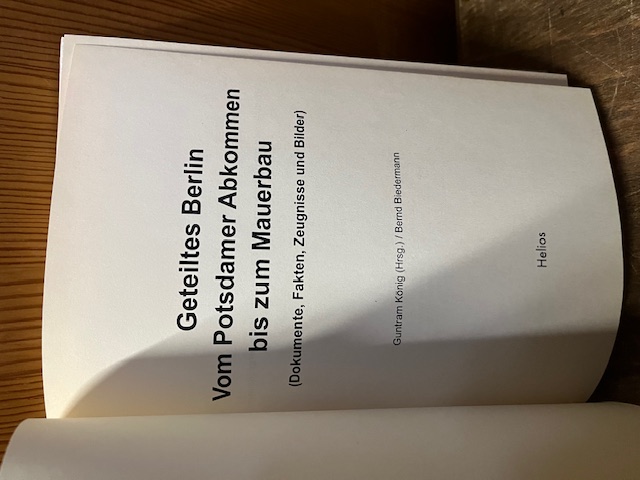 Geteiltes Berlin
Vom Potsdamer Abkommen
bis zum Mauerbau
(Dokumente, Fakten, Zeugnisse und Bilder)
Guntram König (Hrsg.) / Bernd Biedermann
Helios